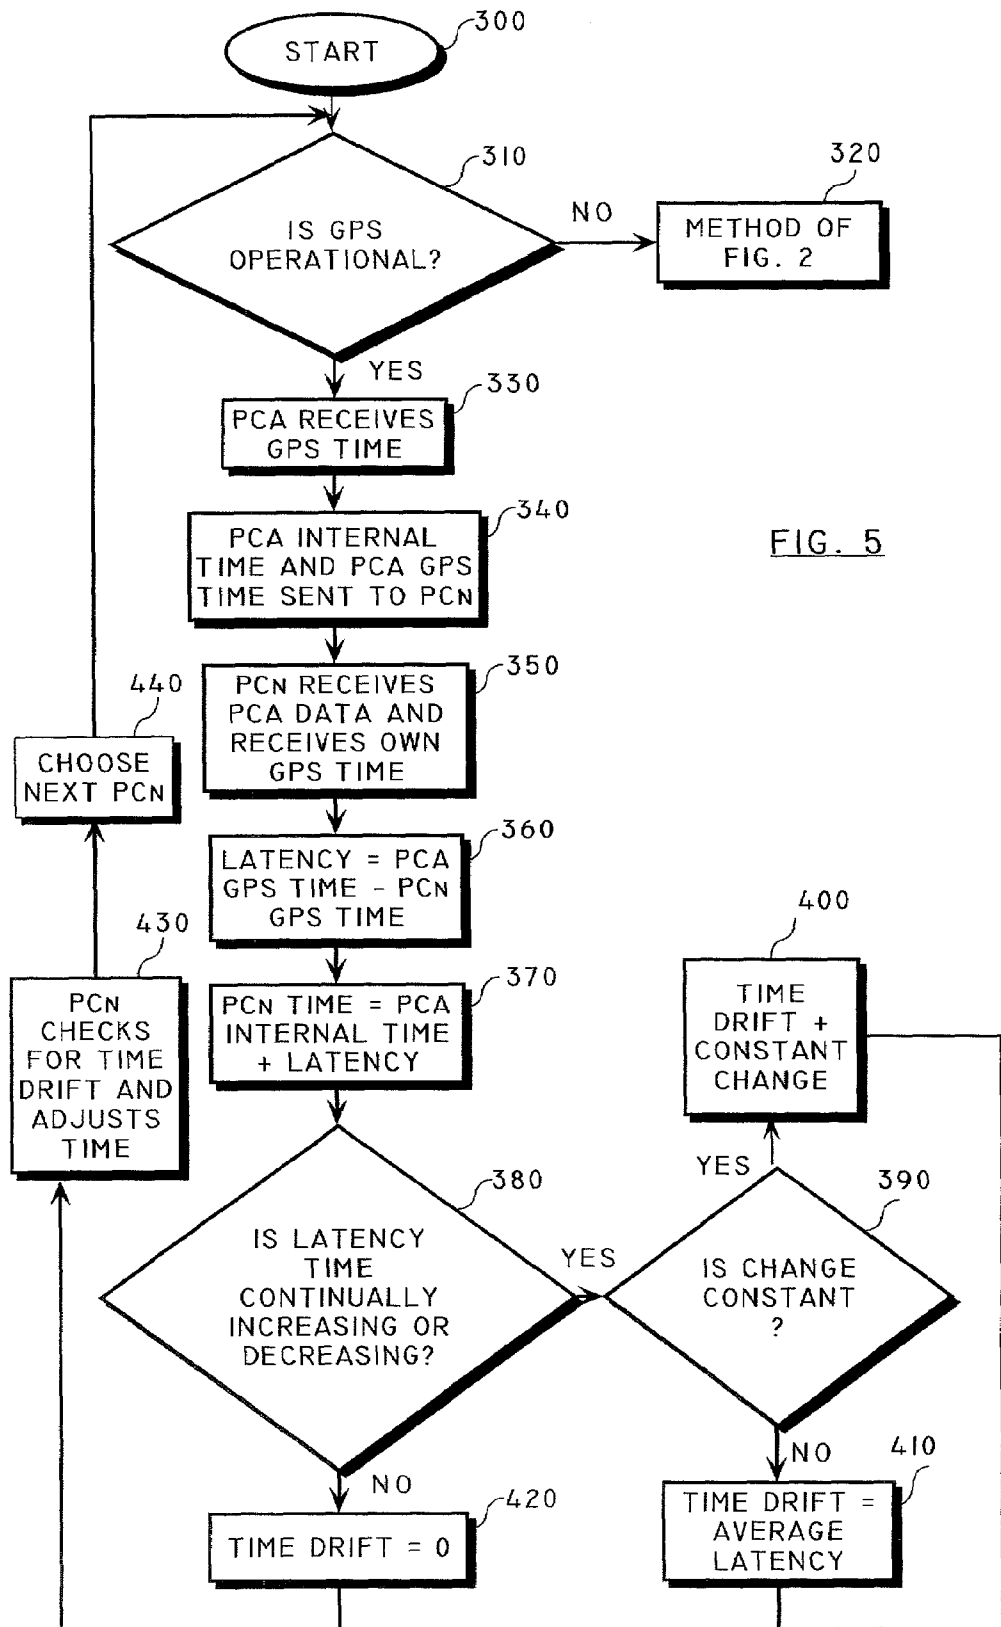 300
START
310
IS GPS
OPERATIONAL?
NO
320
METHOD OF
FIG. 2
YES
330
PCA RECEIVES
GPS TIME
340
PCA INTERNAL
TIME AND PCA GPS
TIME SENT TO PCN
FIG. 5
350
PCN RECEIVES
PCA DATA AND
RECEIVES OWN
GPS TIME
440
CHOOSE
NEXT PCN
360
LATENCY = PCA
GPS TIME - PCN
GPS TIME
430
PCN
CHECKS
FOR TIME
DRIFT AND
ADJUSTS
TIME
370
PCN TIME = PCA
INTERNAL TIME
+ LATENCY
400
TIME
DRIFT +
CONSTANT
CHANGE
YES
380
IS LATENCY
TIME
CONTINUALLY
INCREASING OR
DECREASING?
YES
390
IS CHANGE
CONSTANT
?
NO
420
TIME DRIFT = 0
NO
410
TIME DRIFT =
AVERAGE
LATENCY